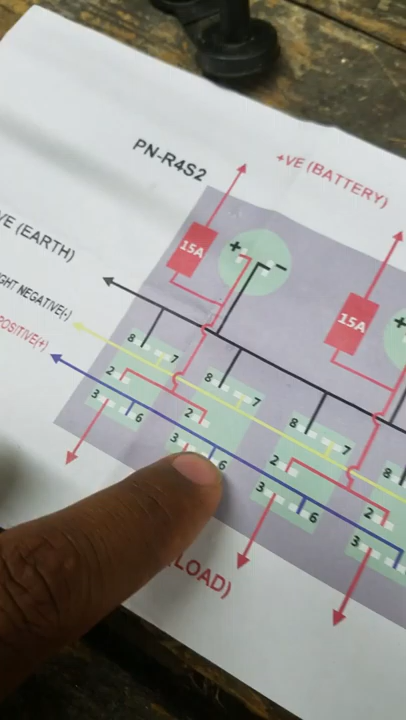 PN-R4S2
+VE (BATTERY)
15A
+ -
15A
+
VE (EARTH)
GHT NEGATIVE(-)
POSITIVE(+)
8 7
2
3 6
8 7
2
3 6
8 7
2
3 6
8
2
3
LOAD)